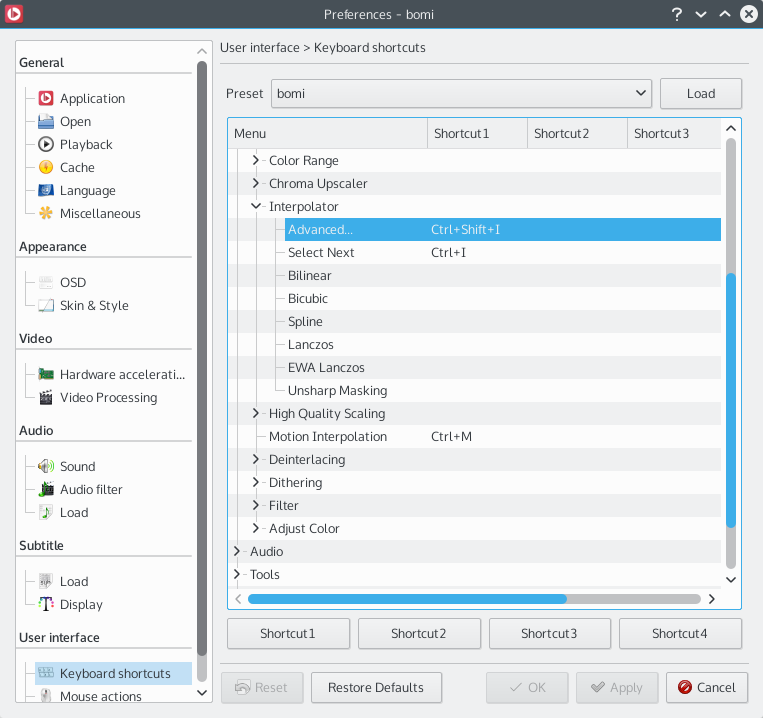 Preferences – bomi
General
Application
Open
Playback
Cache
Language
Miscellaneous
Appearance
OSD
Skin & Style
Video
Hardware accelerati...
Video Processing
Audio
Sound
Audio filter
Load
Subtitle
Load
Display
User interface
Keyboard shortcuts
Mouse actions
User interface > Keyboard shortcuts
Preset bomi Load
Menu Shortcut1 Shortcut2 Shortcut3
Color Range
Chroma Upscaler
Interpolator
Advanced... Ctrl+Shift+I
Select Next Ctrl+I
Bilinear
Bicubic
Spline
Lanczos
EWA Lanczos
Unsharp Masking
High Quality Scaling
Motion Interpolation Ctrl+M
Deinterlacing
Dithering
Filter
Adjust Color
Audio
Tools
Shortcut1 Shortcut2 Shortcut3 Shortcut4
Reset Restore Defaults OK Apply Cancel